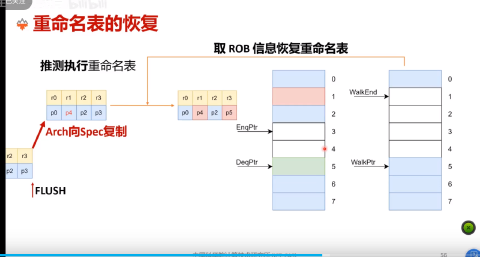 已关注
重命名表的恢复
取 ROB 信息恢复重命名表
推测执行重命名表
r0 r1 r2 r3
p0 p4 p2 p3
r0 r1 r2 r3
p0 p4 p2 p5
Arch向Spec复制
r2 r3
p2 p3
FLUSH
EnqPtr
DeqPtr
0
1
2
3
4
5
6
7
WalkEnd
WalkPtr
0
1
2
3
4
5
6
7
50